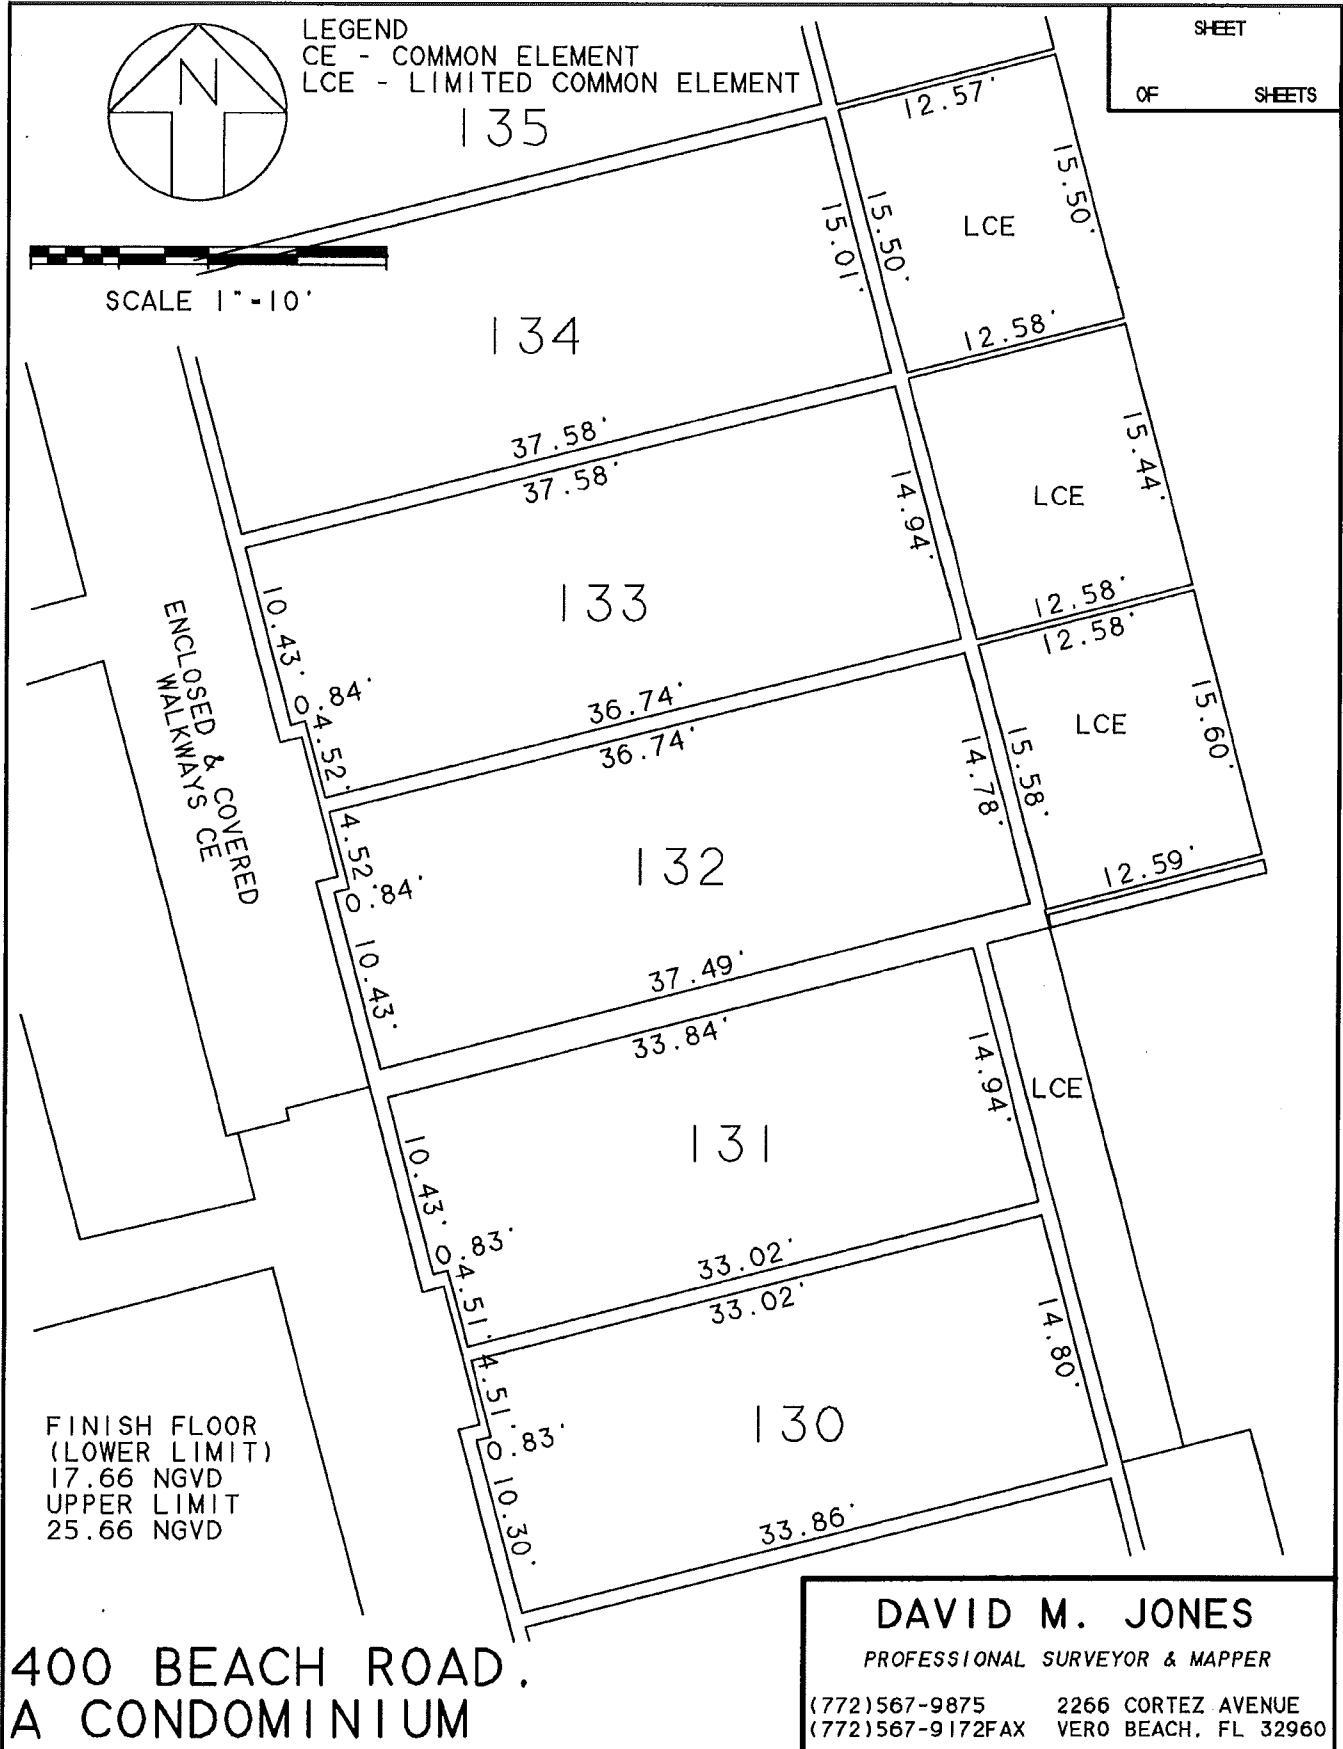 LEGEND
CE - COMMON ELEMENT
LCE - LIMITED COMMON ELEMENT
SHEET
OF SHEETS
N
135
12.57'
15.50'
15.50'
15.01'
LCE
SCALE 1"-10'
134
12.58'
37.58'
37.58'
15.44'
14.94'
LCE
133
10.43'
0.84'
4.52'
12.58'
12.58'
ENCLOSED & COVERED
WALKWAYS CE
36.74'
36.74'
15.60'
LCE
15.58'
14.78'
4.52'
0.84'
10.43'
132
12.59'
37.49'
33.84'
14.94'
LCE
131
10.43'
0.83'
4.51'
33.02'
33.02'
14.80'
4.51'
0.83'
10.30'
130
33.86'
FINISH FLOOR
(LOWER LIMIT)
17.66 NGVD
UPPER LIMIT
25.66 NGVD
400 BEACH ROAD.
A CONDOMINIUM
DAVID M. JONES
PROFESSIONAL SURVEYOR & MAPPER
(772)567-9875 2266 CORTEZ AVENUE
(772)567-9172FAX VERO BEACH, FL 32960